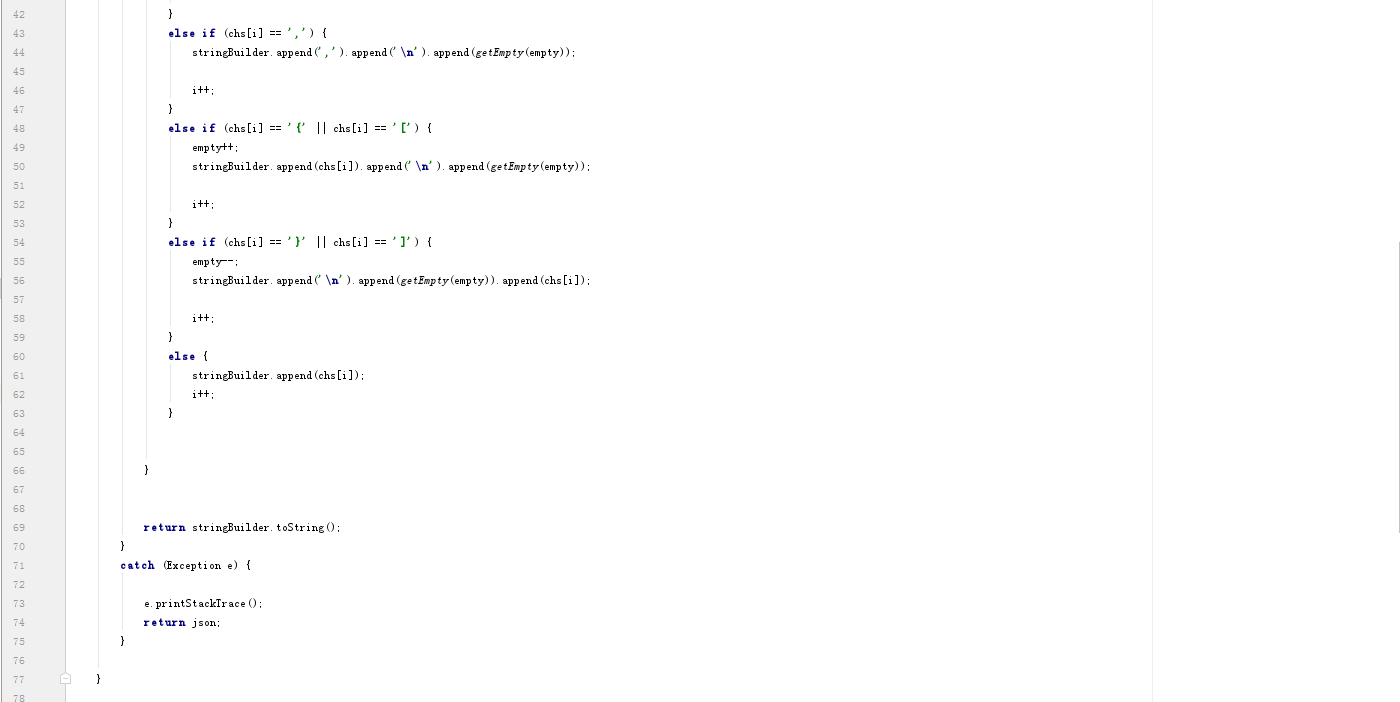 42 }
43 else if (chs[i] == ',') {
44 stringBuilder.append(',').append('\n').append(getEmpty(empty));
45
46 i++;
47 }
48 else if (chs[i] == '{' || chs[i] == '[') {
49 empty++;
50 stringBuilder.append(chs[i]).append('\n').append(getEmpty(empty));
51
52 i++;
53 }
54 else if (chs[i] == '}' || chs[i] == ']') {
55 empty--;
56 stringBuilder.append('\n').append(getEmpty(empty)).append(chs[i]);
57
58 i++;
59 }
60 else {
61 stringBuilder.append(chs[i]);
62 i++;
63 }
64
65
66 }
67
68
69 return stringBuilder.toString();
70 }
71 catch (Exception e) {
72
73 e.printStackTrace();
74 return json;
75 }
76
77 }
78